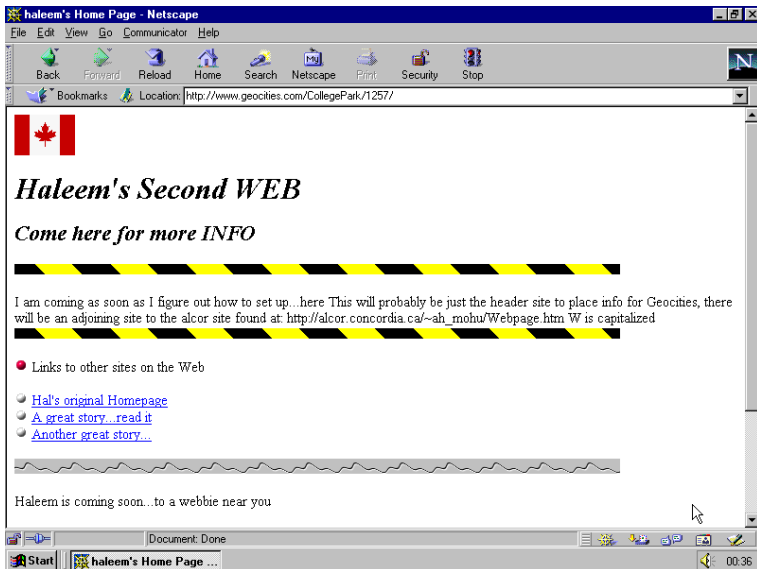 haleem's Home Page - Netscape
File Edit View Go Communicator Help
Back Forward Reload Home Search Netscape Print Security Stop
My
N
Bookmarks Location: http://www.geocities.com/CollegePark/1257/
Haleem's Second WEB
Come here for more INFO
I am coming as soon as I figure out how to set up...here This will probably be just the header site to place info for Geocities, there
will be an adjoining site to the alcor site found at: http://alcor.concordia.ca/~ah_mohu/Webpage.htm W is capitalized
Links to other sites on the Web
Hal's original Homepage
A great story...read it
Another great story...
Haleem is coming soon...to a webbie near you
Document: Done
Start haleem's Home Page ... 00:36